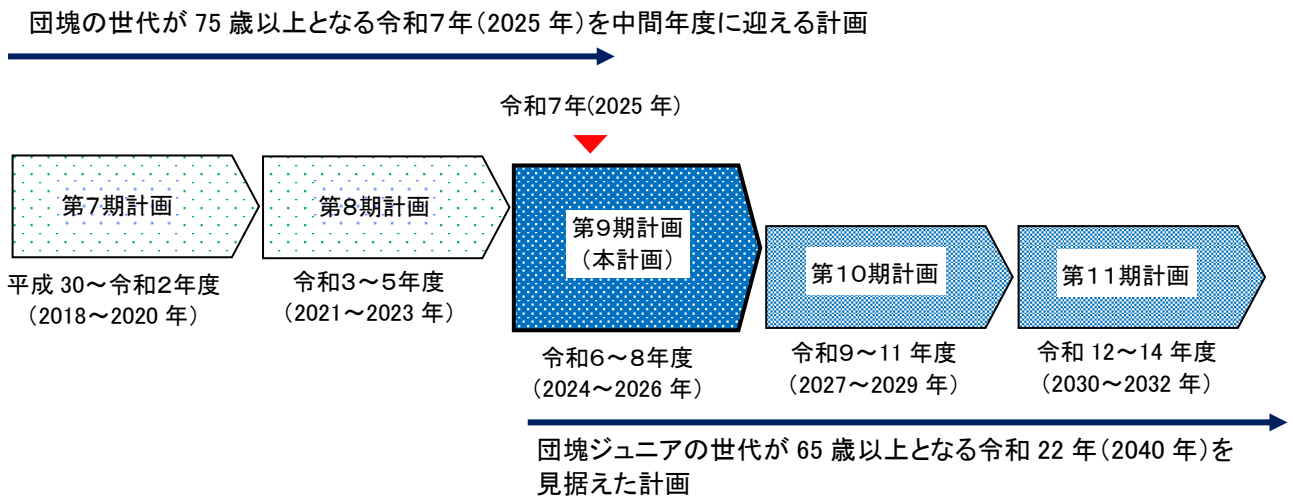 団塊の世代が 75 歳以上となる令和７年（2025 年）を中間年度に迎える計画
令和７年(2025 年)
第７期計画
平成 30～令和２年度
（2018～2020 年）
第８期計画
令和３～５年度
（2021～2023 年）
第９期計画
（本計画）
令和６～８年度
（2024～2026 年）
第１０期計画
令和９～11 年度
（2027～2029 年）
第１１期計画
令和 12～14 年度
（2030～2032 年）
団塊ジュニアの世代が 65 歳以上となる令和 22 年（2040 年）を
見据えた計画